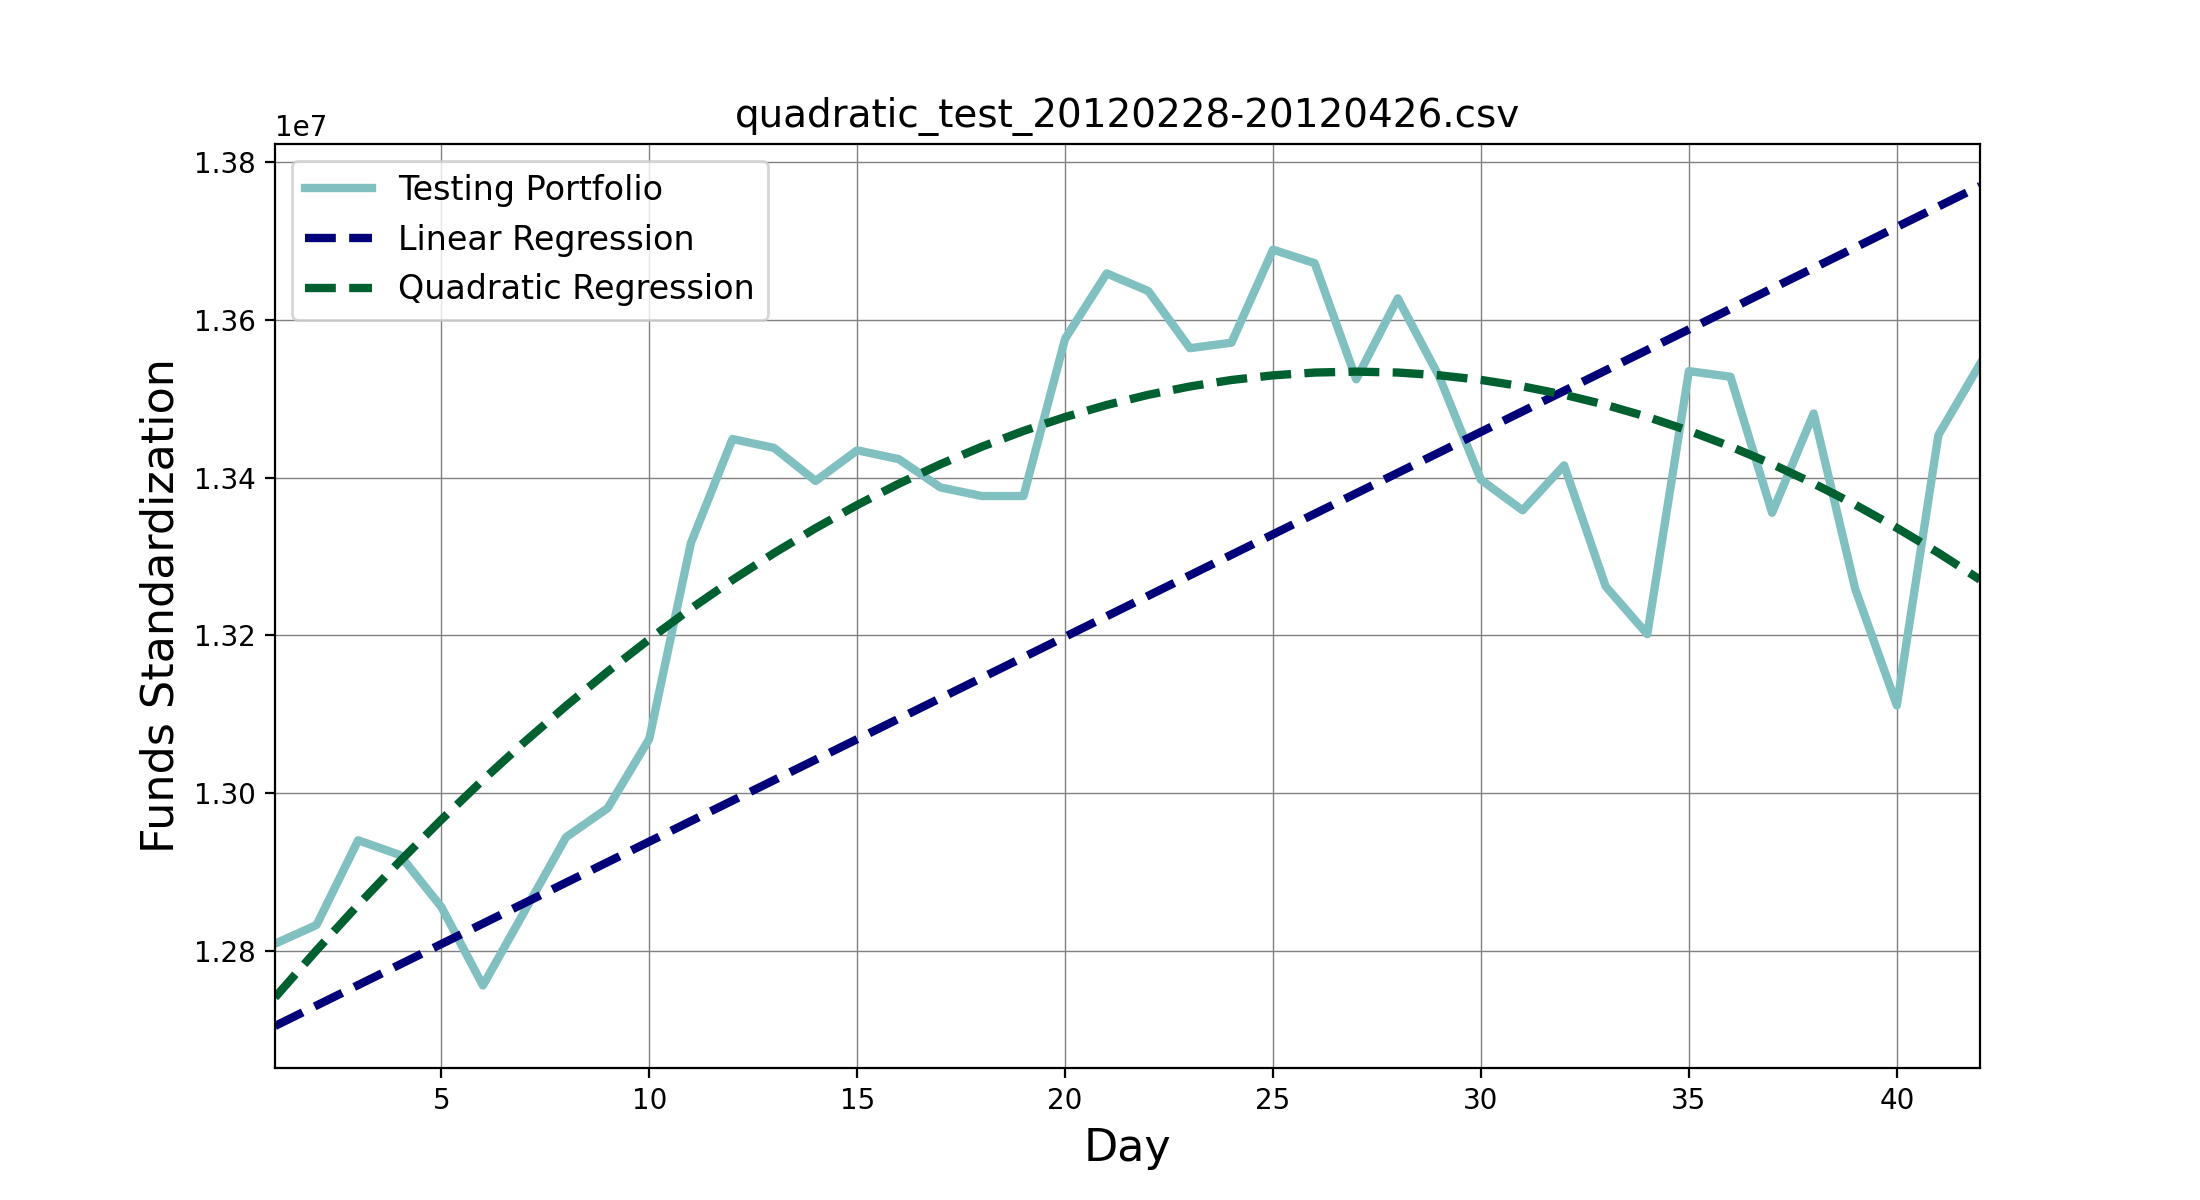 quadratic_test_20120228-20120426.csv
1e7
1.38
1.36
1.34
1.32
1.30
1.28
Funds Standardization
Testing Portfolio
Linear Regression
Quadratic Regression
5 10 15 20 25 30 35 40
Day